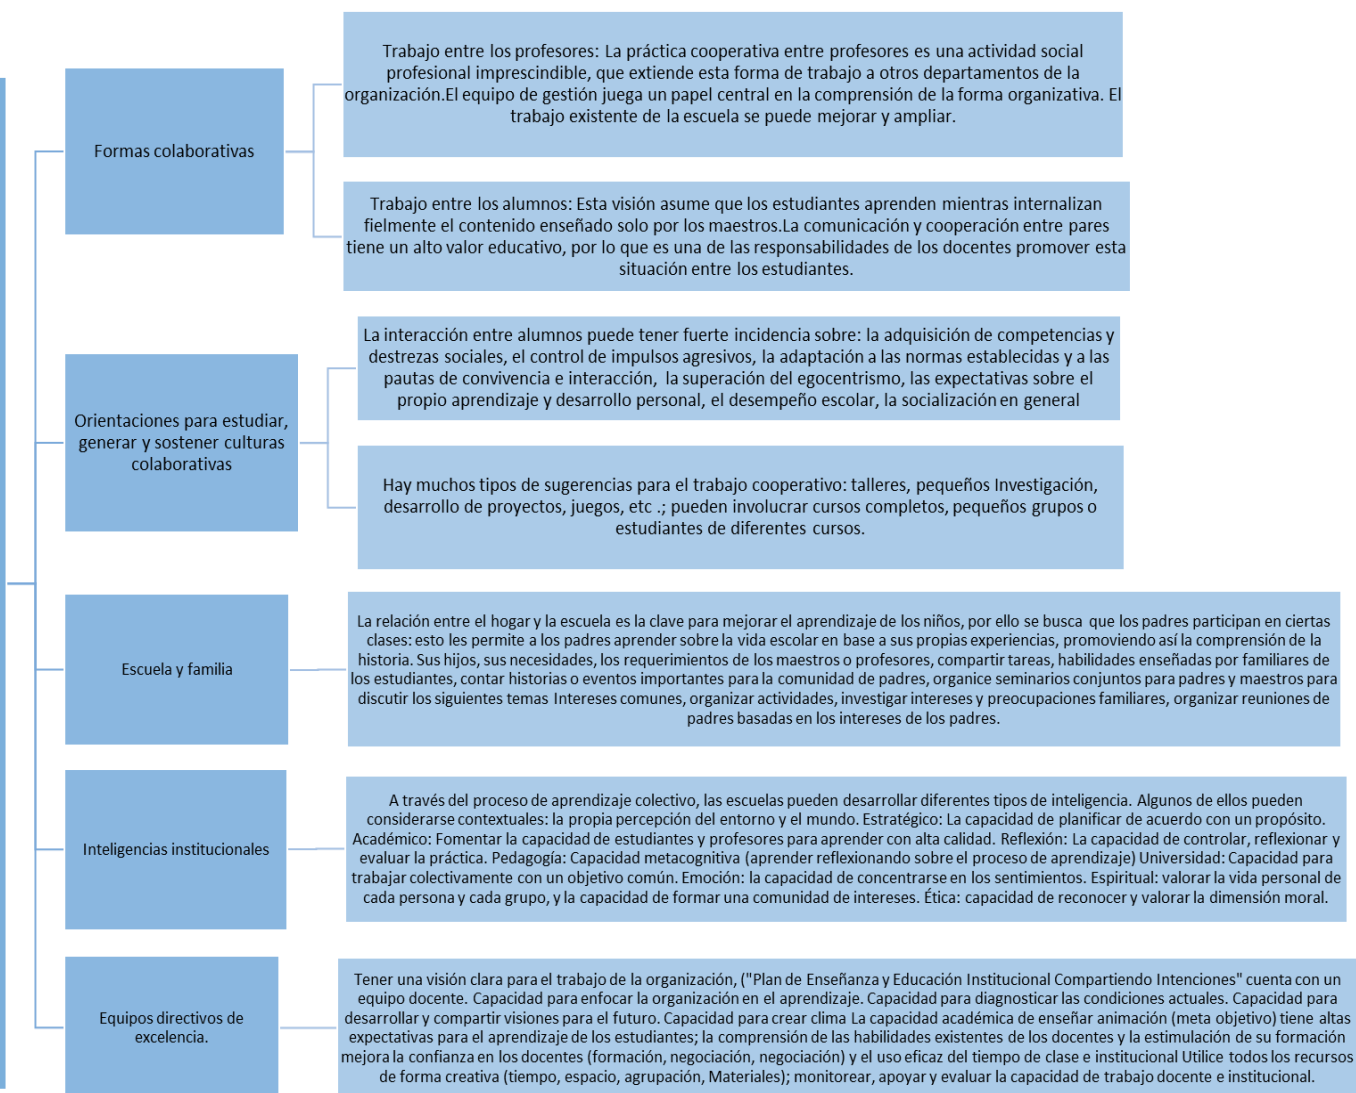 Formas colaborativas
Trabajo entre los profesores: La práctica cooperativa entre profesores es una actividad social
profesional imprescindible, que extiende esta forma de trabajo a otros departamentos de la
organización.El equipo de gestión juega un papel central en la comprensión de la forma organizativa. El
trabajo existente de la escuela se puede mejorar y ampliar.
Trabajo entre los alumnos: Esta visión asume que los estudiantes aprenden mientras internalizan
fielmente el contenido enseñado solo por los maestros.La comunicación y cooperación entre pares
tiene un alto valor educativo, por lo que es una de las responsabilidades de los docentes promover esta
situación entre los estudiantes.
Orientaciones para estudiar,
generar y sostener culturas
colaborativas
La interacción entre alumnos puede tener fuerte incidencia sobre: la adquisición de competencias y
destrezas sociales, el control de impulsos agresivos, la adaptación a las normas establecidas y a las
pautas de convivencia e interacción, la superación del egocentrismo, las expectativas sobre el
propio aprendizaje y desarrollo personal, el desempeño escolar, la socialización en general
Hay muchos tipos de sugerencias para el trabajo cooperativo: talleres, pequeños Investigación,
desarrollo de proyectos, juegos, etc .; pueden involucrar cursos completos, pequeños grupos o
estudiantes de diferentes cursos.
Escuela y familia
La relación entre el hogar y la escuela es la clave para mejorar el aprendizaje de los niños, por ello se busca que los padres participan en ciertas
clases: esto les permite a los padres aprender sobre la vida escolar en base a sus propias experiencias, promoviendo así la comprensión de la
historia. Sus hijos, sus necesidades, los requerimientos de los maestros o profesores, compartir tareas, habilidades enseñadas por familiares de
los estudiantes, contar historias o eventos importantes para la comunidad de padres, organice seminarios conjuntos para padres y maestros para
discutir los siguientes temas Intereses comunes, organizar actividades, investigar intereses y preocupaciones familiares, organizar reuniones de
padres basadas en los intereses de los padres.
Inteligencias institucionales
A través del proceso de aprendizaje colectivo, las escuelas pueden desarrollar diferentes tipos de inteligencia. Algunos de ellos pueden
considerarse contextuales: la propia percepción del entorno y el mundo. Estratégico: La capacidad de planificar de acuerdo con un propósito.
Académico: Fomentar la capacidad de estudiantes y profesores para aprender con alta calidad. Reflexión: La capacidad de controlar, reflexionar y
evaluar la práctica. Pedagogía: Capacidad metacognitiva (aprender reflexionando sobre el proceso de aprendizaje) Universidad: Capacidad para
trabajar colectivamente con un objetivo común. Emoción: la capacidad de concentrarse en los sentimientos. Espiritual: valorar la vida personal de
cada persona y cada grupo, y la capacidad de formar una comunidad de intereses. Ética: capacidad de reconocer y valorar la dimensión moral.
Equipos directivos de
excelencia.
Tener una visión clara para el trabajo de la organización, ("Plan de Enseñanza y Educación Institucional Compartiendo Intenciones" cuenta con un
equipo docente. Capacidad para enfocar la organización en el aprendizaje. Capacidad para diagnosticar las condiciones actuales. Capacidad para
desarrollar y compartir visiones para el futuro. Capacidad para crear clima La capacidad académica de enseñar animación (meta objetivo) tiene altas
expectativas para el aprendizaje de los estudiantes; la comprensión de las habilidades existentes de los docentes y la estimulación de su formación
mejora la confianza en los docentes (formación, negociación, negociación) y el uso eficaz del tiempo de clase e institucional Utilice todos los recursos
de forma creativa (tiempo, espacio, agrupación, Materiales); monitorear, apoyar y evaluar la capacidad de trabajo docente e institucional.